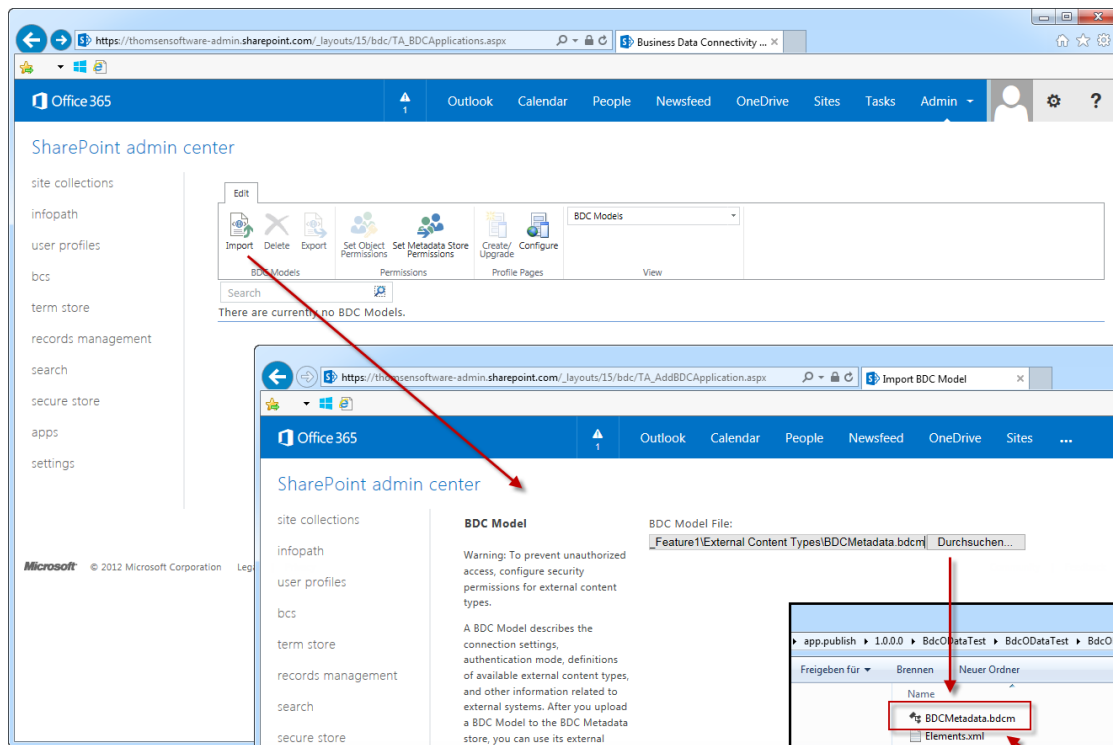 https://thomsensoftware-admin.sharepoint.com/_layouts/15/bdc/TA_BDCApplications.aspx
Business Data Connectivity ...
Office 365
1
Outlook Calendar People Newsfeed OneDrive Sites Tasks Admin
?
SharePoint admin center
site collections
infopath
user profiles
bcs
term store
records management
search
secure store
apps
settings
Edit
Import Delete Export
BDC Models
Set Object Permissions
Set Metadata Store Permissions
Permissions
Create/ Upgrade
Configure
Profile Pages
BDC Models
View
Search
There are currently no BDC Models.
Microsoft © 2012 Microsoft Corporation
https://thomsensoftware-admin.sharepoint.com/_layouts/15/bdc/TA_AddBDCApplication.aspx
Import BDC Model
Office 365
1
Outlook Calendar People Newsfeed OneDrive Sites ...
SharePoint admin center
site collections
infopath
user profiles
bcs
term store
records management
search
secure store
BDC Model
Warning: To prevent unauthorized
access, configure security
permissions for external content
types.
A BDC Model describes the
connection settings,
authentication mode, definitions
of available external content types,
and other information related to
external systems. After you upload
a BDC Model to the BDC Metadata
store, you can use its external
BDC Model File:
_Feature1\External Content Types\BDCMetadata.bdcm Durchsuchen...
app.publish 1.0.0.0 BdcODataTest BdcODataTest
Freigeben für Brennen Neuer Ordner
Name
BDCMetadata.bdcm
Elements.xml